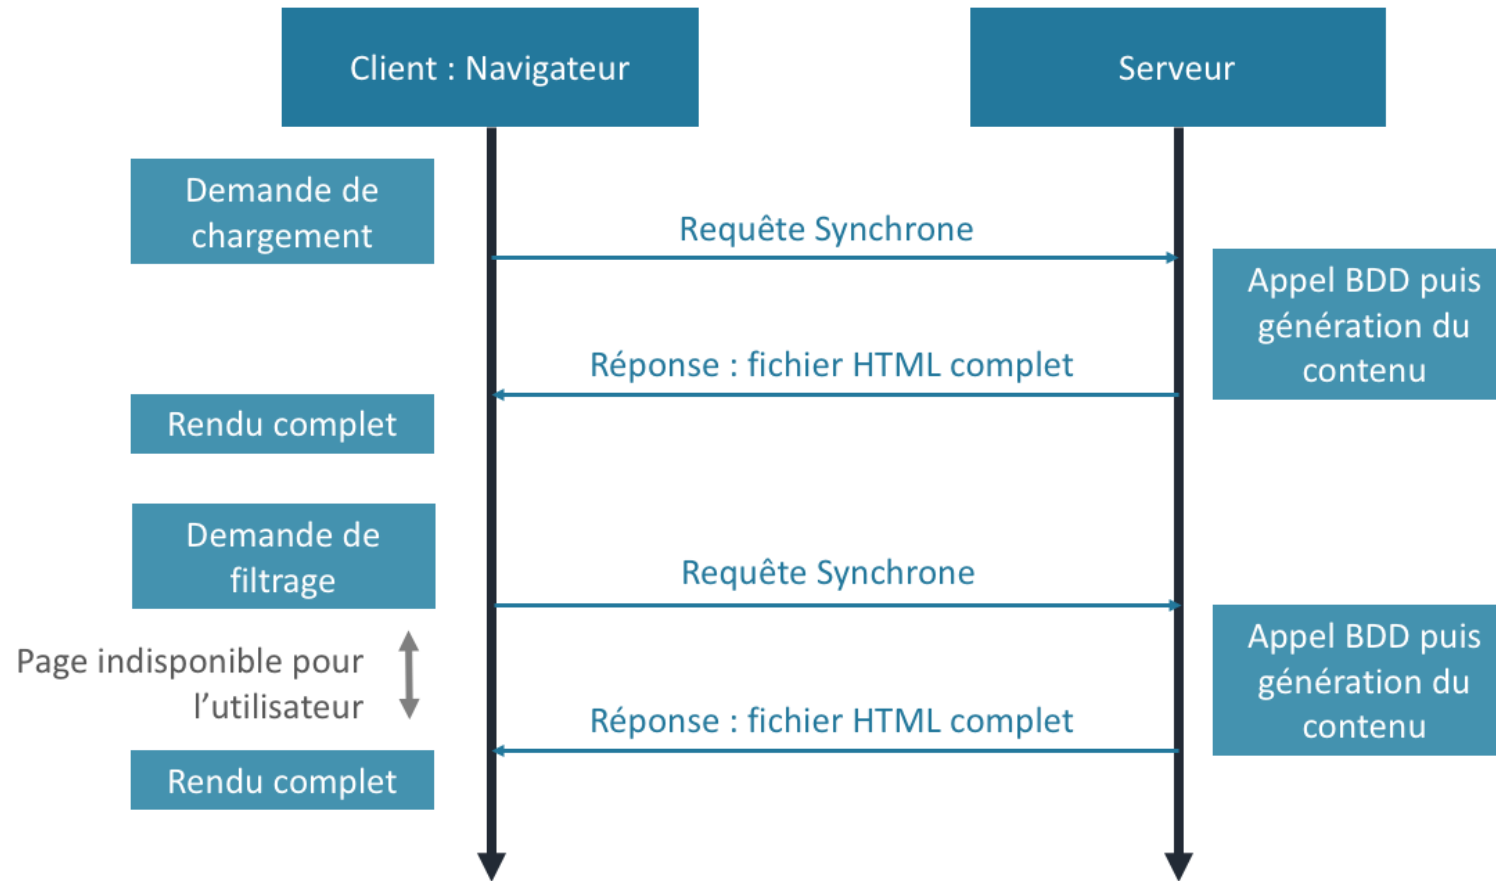 Client : Navigateur
Serveur
Demande de
chargement
Requête Synchrone
Appel BDD puis
génération du
contenu
Réponse : fichier HTML complet
Rendu complet
Demande de
filtrage
Requête Synchrone
Page indisponible pour
l’utilisateur
Appel BDD puis
génération du
contenu
Réponse : fichier HTML complet
Rendu complet